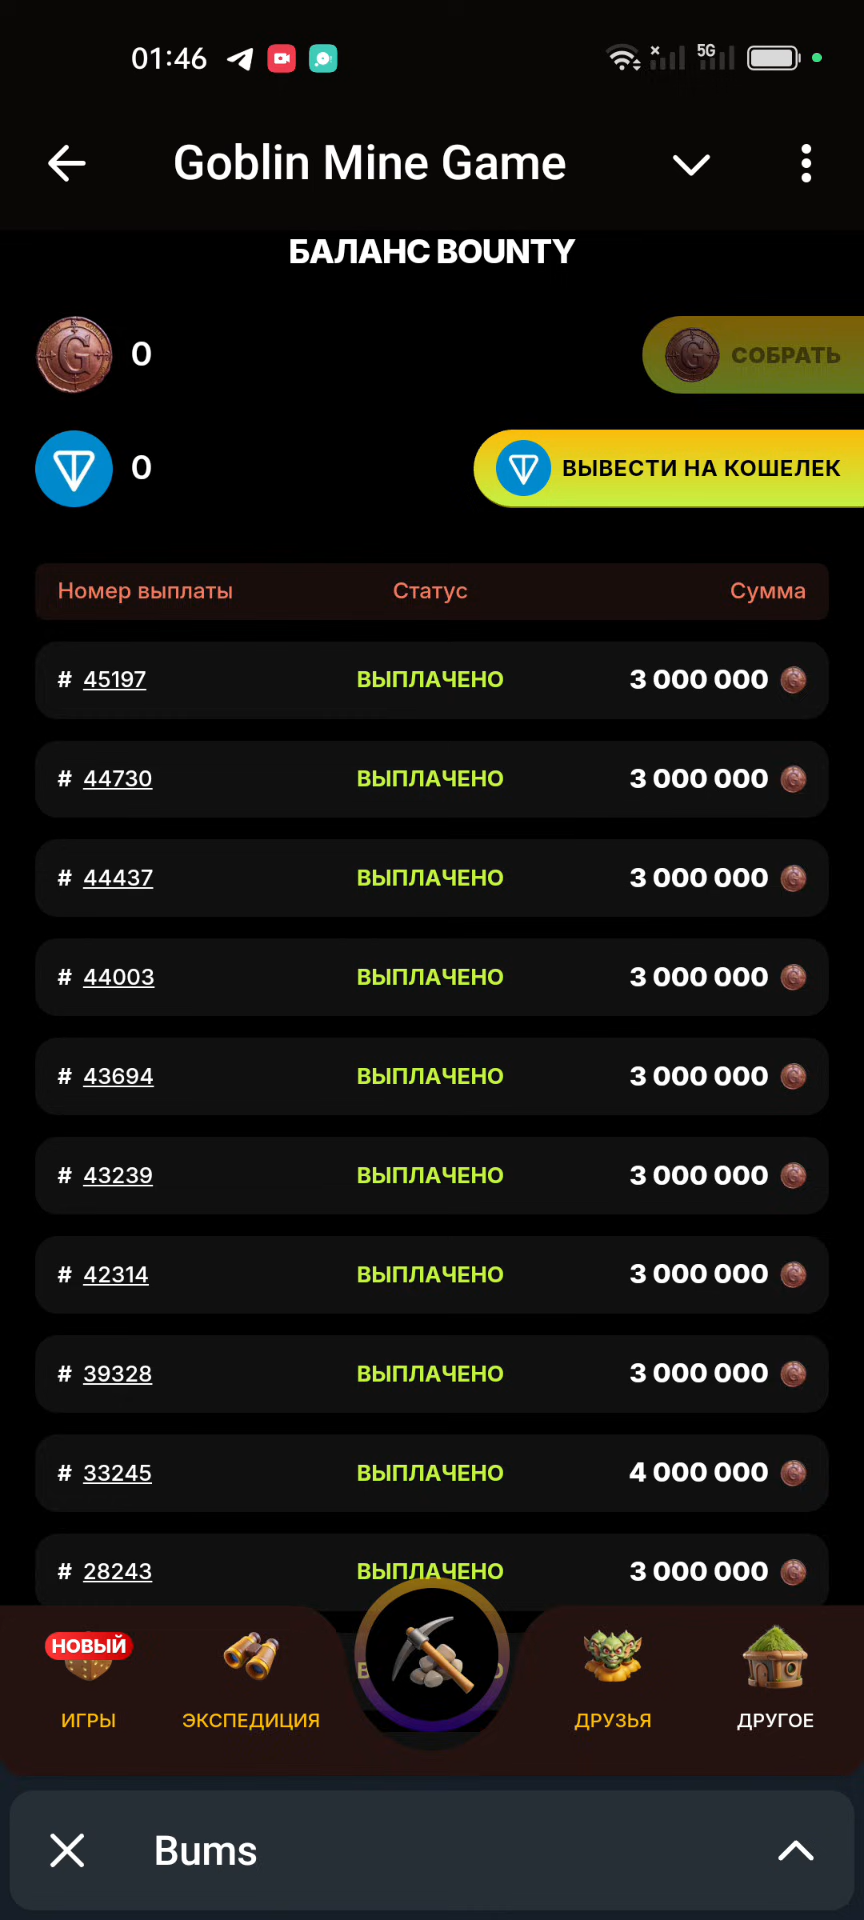 01:46 5G
Goblin Mine Game
БАЛАНС BOUNTY
0 СОБРАТЬ
0 ВЫВЕСТИ НА КОШЕЛЕК
Номер выплаты Статус Сумма
# 45197 ВЫПЛАЧЕНО 3 000 000
# 44730 ВЫПЛАЧЕНО 3 000 000
# 44437 ВЫПЛАЧЕНО 3 000 000
# 44003 ВЫПЛАЧЕНО 3 000 000
# 43694 ВЫПЛАЧЕНО 3 000 000
# 43239 ВЫПЛАЧЕНО 3 000 000
# 42314 ВЫПЛАЧЕНО 3 000 000
# 39328 ВЫПЛАЧЕНО 3 000 000
# 33245 ВЫПЛАЧЕНО 4 000 000
# 28243 ВЫПЛАЧЕНО 3 000 000
НОВЫЙ
ИГРЫ ЭКСПЕДИЦИЯ ДРУЗЬЯ ДРУГОЕ
Bums